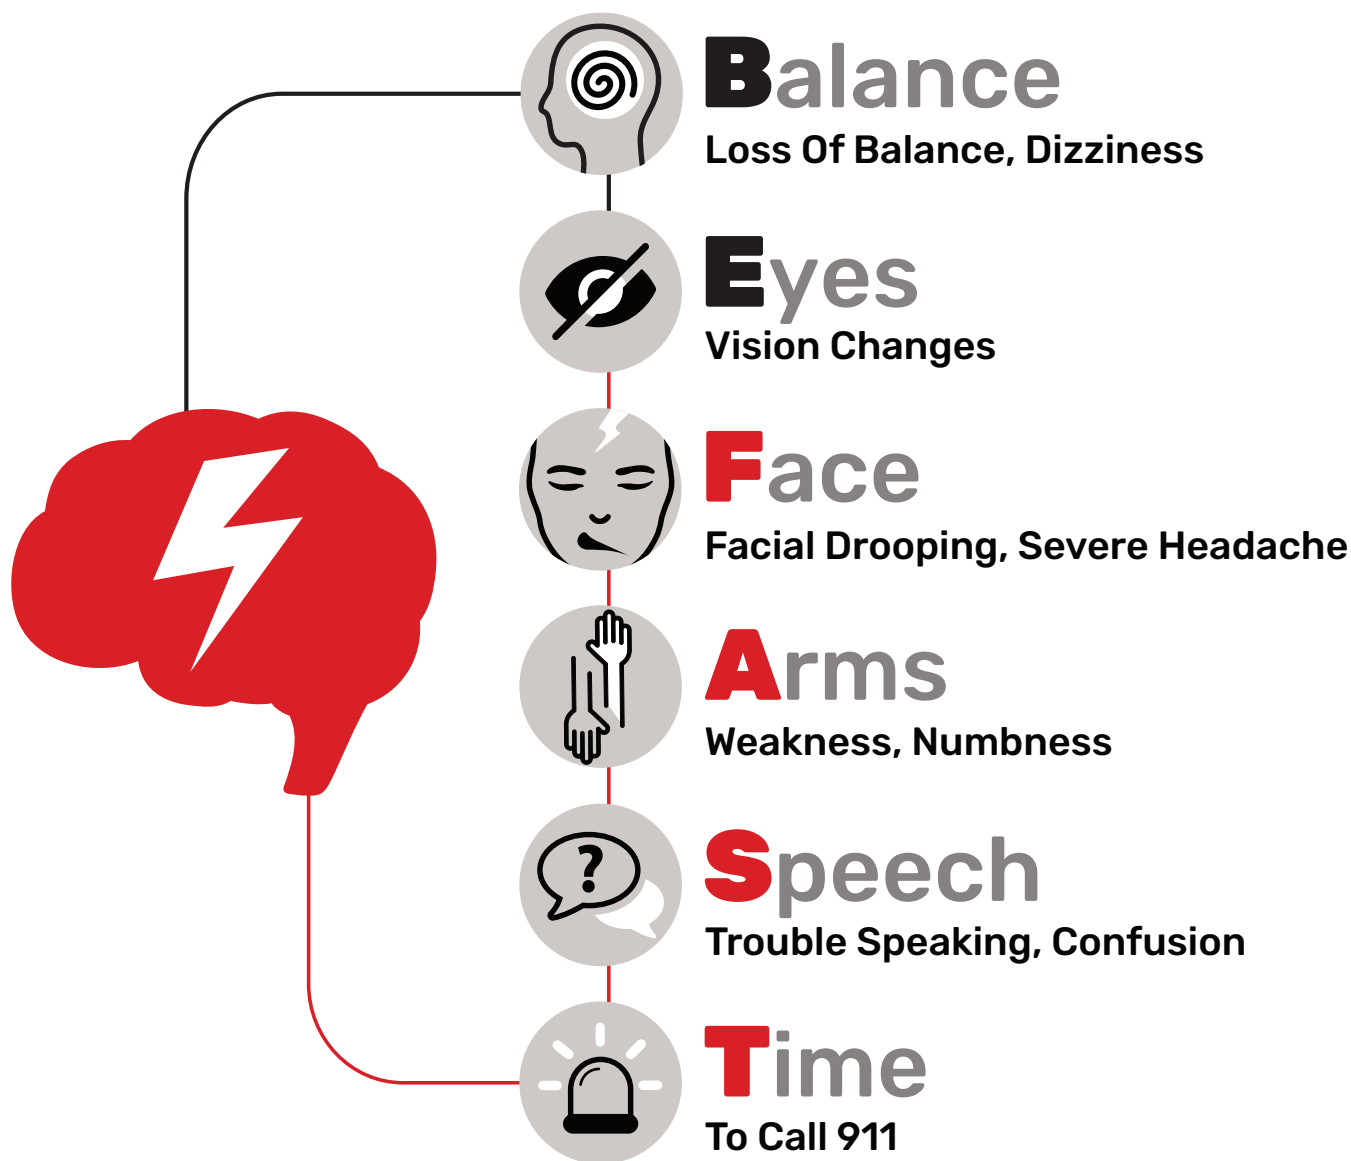 Balance
Loss Of Balance, Dizziness
Eyes
Vision Changes
Face
Facial Drooping, Severe Headache
Arms
Weakness, Numbness
?
Speech
Trouble Speaking, Confusion
Time
To Call 911